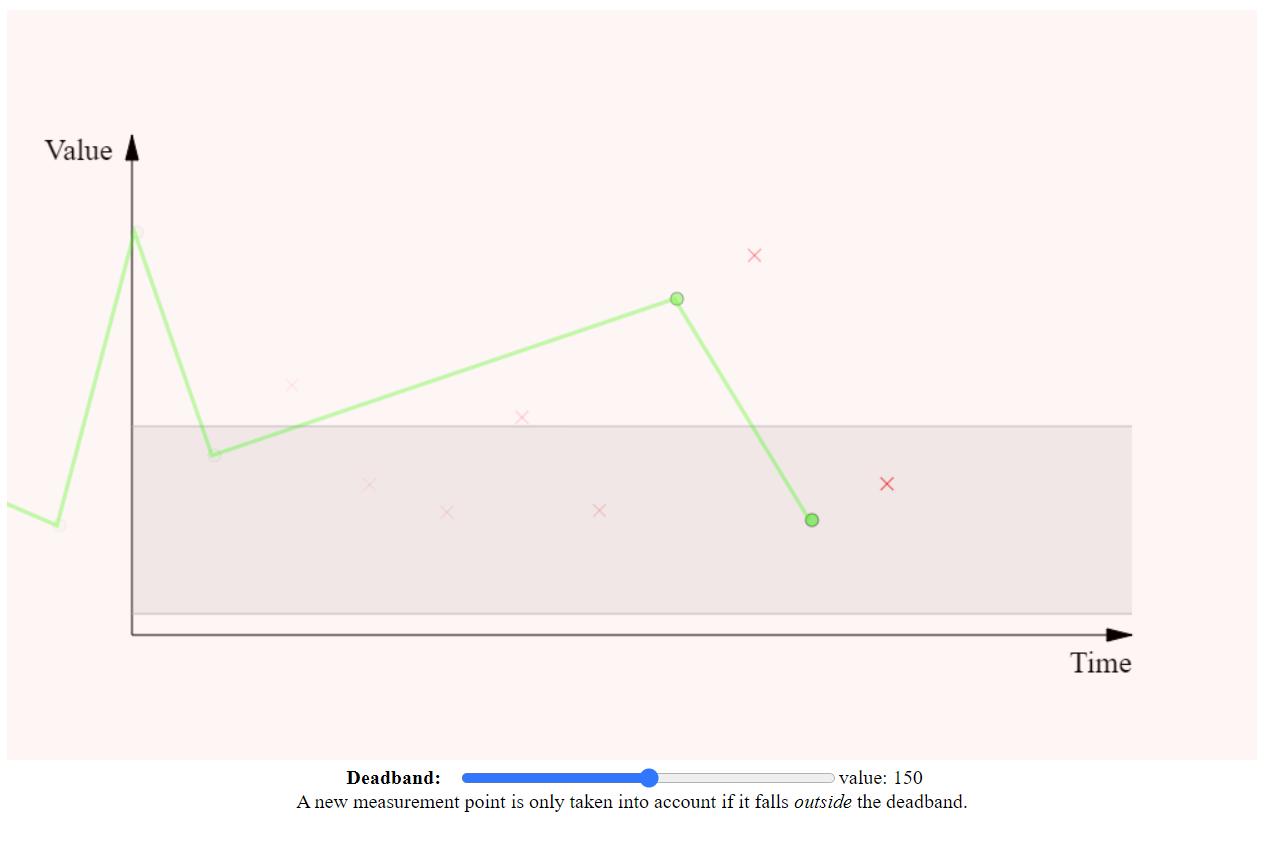 Value
Time
Deadband: value: 150
A new measurement point is only taken into account if it falls outside the deadband.